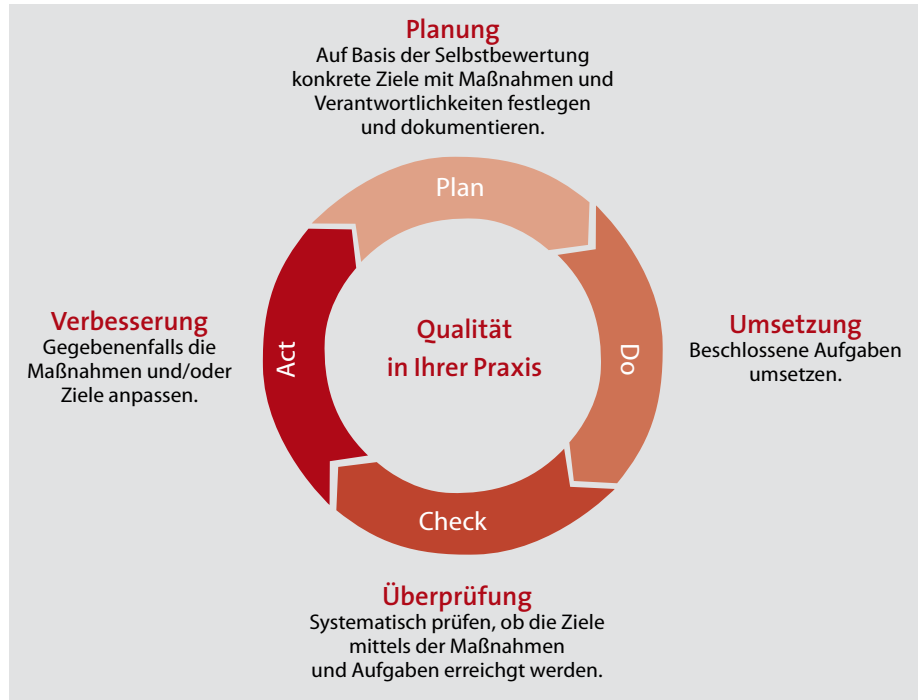 Planung
Auf Basis der Selbstbewertung
konkrete Ziele mit Maßnahmen und
Verantwortlichkeiten festlegen
und dokumentieren.
Plan
Verbesserung
Gegebenenfalls die
Maßnahmen und/oder
Ziele anpassen.
Act
Qualität
in Ihrer Praxis
Do
Umsetzung
Beschlossene Aufgaben
umsetzen.
Check
Überprüfung
Systematisch prüfen, ob die Ziele
mittels der Maßnahmen
und Aufgaben erreichgt werden.